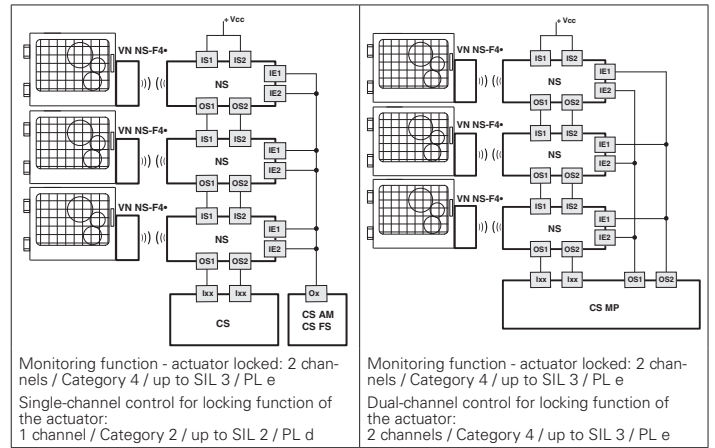 + Vcc
VN NS-F4•
IS1 IS2
NS
IE1
IE2
OS1 OS2
VN NS-F4•
IS1 IS2
NS
IE1
IE2
OS1 OS2
VN NS-F4•
IS1 IS2
NS
IE1
IE2
OS1 OS2
Ixx Ixx
Ox
CS
CS AM
CS FS
Monitoring function - actuator locked: 2 chan-
nels / Category 4 / up to SIL 3 / PL e
Single-channel control for locking function of
the actuator:
1 channel / Category 2 / up to SIL 2 / PL d
+ Vcc
VN NS-F4•
IS1 IS2
NS
IE1
IE2
OS1 OS2
VN NS-F4•
IS1 IS2
NS
IE1
IE2
OS1 OS2
VN NS-F4•
IS1 IS2
NS
IE1
IE2
OS1 OS2
Ixx Ixx OS1 OS2
CS MP
Monitoring function - actuator locked: 2 chan-
nels / Category 4 / up to SIL 3 / PL e
Dual-channel control for locking function of
the actuator:
2 channels / Category 4 / up to SIL 3 / PL e